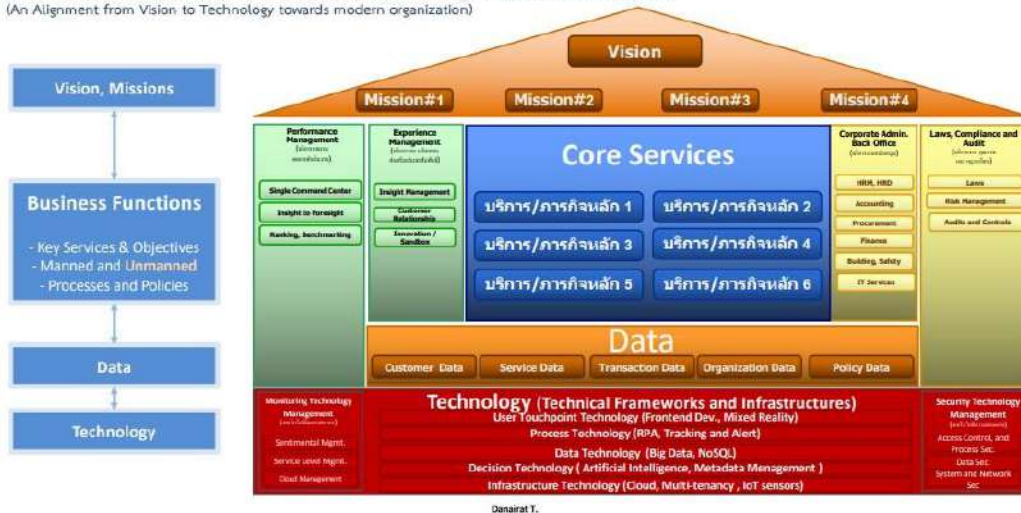 (An Alignment from Vision to Technology towards modern organization)
Vision, Missions
Business Functions
- Key Services & Objectives
- Manned and Unmanned
- Processes and Policies
Data
Technology
Vision
Mission#1
Mission#2
Mission#3
Mission#4
Performance
Management
Single Command Center
Insight to Foresight
Ranking, benchmarking
Experience
Management
Insight Management
Customer
Relationship
Innovation /
Sandbox
Core Services
บริการ/ภารกิจหลัก 1
บริการ/ภารกิจหลัก 2
บริการ/ภารกิจหลัก 3
บริการ/ภารกิจหลัก 4
บริการ/ภารกิจหลัก 5
บริการ/ภารกิจหลัก 6
Corporate Admin.
Back Office
HRM, HRD
Accounting
Procurement
Finance
Building, Safety
IT Services
Laws, Compliance and
Audit
Laws
Risk Management
Audits and Controls
Data
Customer Data
Service Data
Transaction Data
Organization Data
Policy Data
Monitoring Technology
Management
Sentimental Mgmt.
Service Level Mgmt.
Cloud Management
Technology (Technical Frameworks and Infrastructures)
User Touchpoint Technology (Frontend Dev., Mixed Reality)
Process Technology (RPA, Tracking and Alert)
Data Technology (Big Data, NoSQL)
Decision Technology ( Artificial Intelligence, Metadata Management )
Infrastructure Technology (Cloud, Multi-tenancy , IoT sensors)
Security Technology
Management
Access Control, and
Process Sec.
Data Sec
System and Network
Sec
Danairat T.